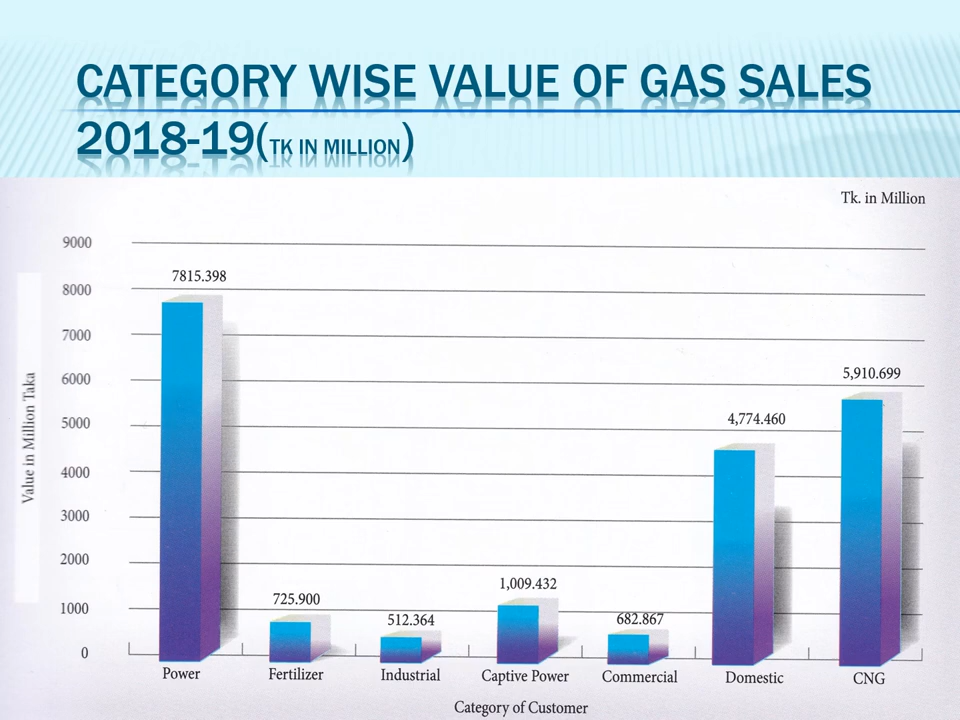 CATEGORY WISE VALUE OF GAS SALES
2018-19(TK IN MILLION)
Tk. in Million
Value in Million Taka
9000
8000
7000
6000
5000
4000
3000
2000
1000
0
7815.398
725.900
512.364
1,009.432
682.867
4,774.460
5,910.699
Power
Fertilizer
Industrial
Captive Power
Commercial
Domestic
CNG
Category of Customer